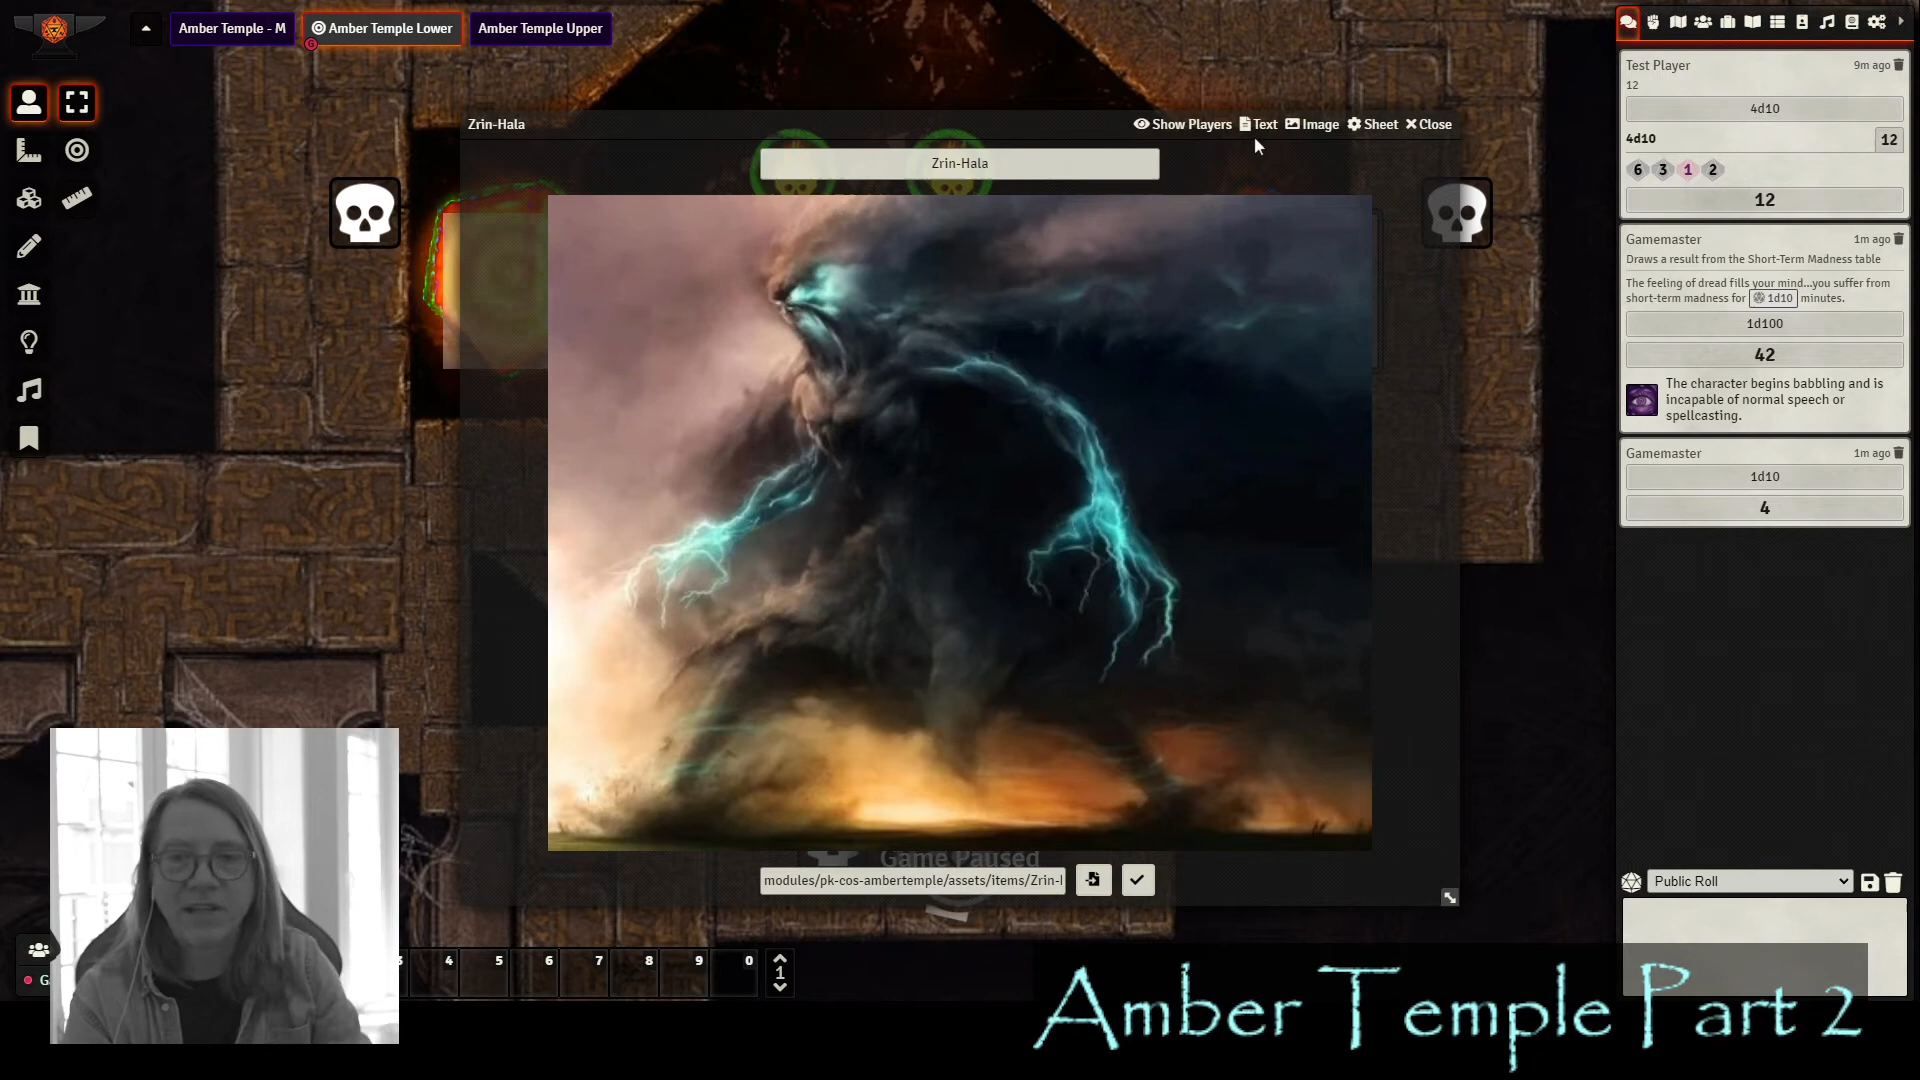 Amber Temple - M
Amber Temple Lower
Amber Temple Upper
G
Zrin-Hala
Show Players
Text
Image
Sheet
Close
Zrin-Hala
Game Paused
modules/pk-cos-ambertemple/assets/items/Zrin-
3
4
5
6
7
8
9
0
1
G
Test Player
9m ago
12
4d10
4d10
12
6 3 1 2
12
Gamemaster
1m ago
Draws a result from the Short-Term Madness table
The feeling of dread fills your mind...you suffer from
short-term madness for 1d10 minutes.
1d100
42
The character begins babbling and is
incapable of normal speech or
spellcasting.
Gamemaster
1m ago
1d10
4
Public Roll
Amber Temple Part 2